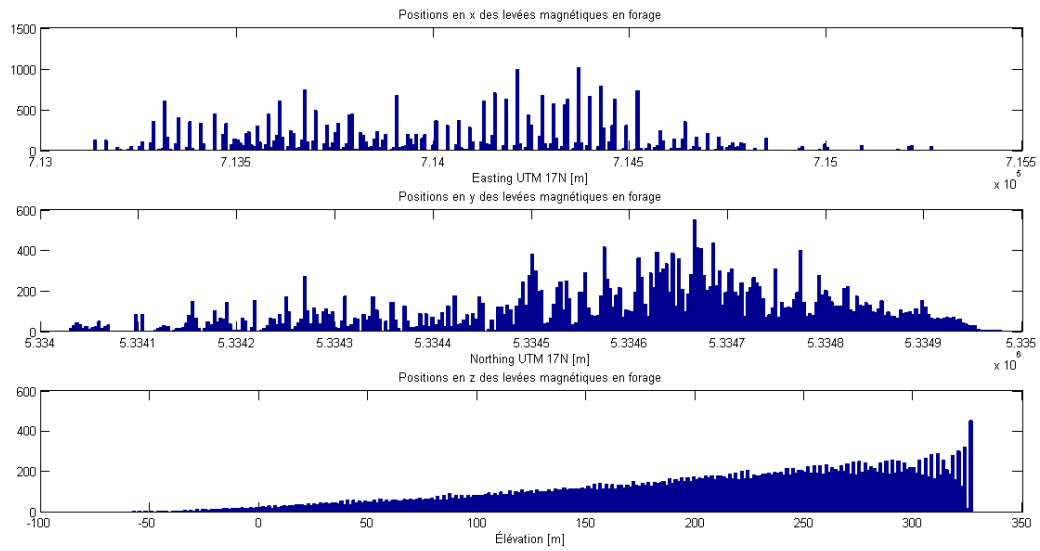 Positions en x des levées magnétiques en forage
1500
1000
500
0
7.13 7.135 7.14 7.145 7.15 7.155
Easting UTM 17N [m]
x 10^5
Positions en y des levées magnétiques en forage
600
400
200
0
5.334 5.3341 5.3342 5.3343 5.3344 5.3345 5.3346 5.3347 5.3348 5.3349 5.335
Northing UTM 17N [m]
x 10^6
Positions en z des levées magnétiques en forage
600
400
200
0
-100 -50 0 50 100 150 200 250 300 350
Élévation [m]